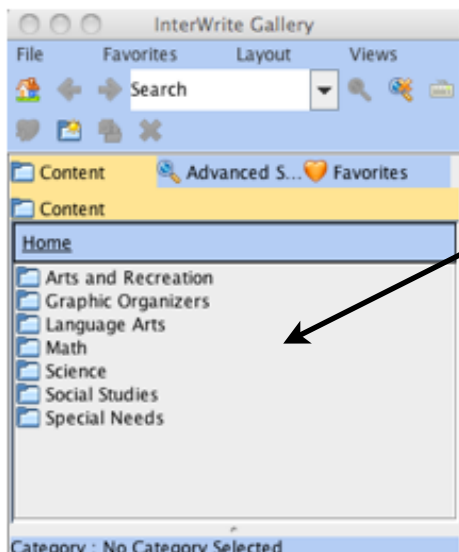 InterWrite Gallery
File Favorites Layout Views
Search
Content Advanced S... Favorites
Content
Home
Arts and Recreation
Graphic Organizers
Language Arts
Math
Science
Social Studies
Special Needs
Category : No Category Selected